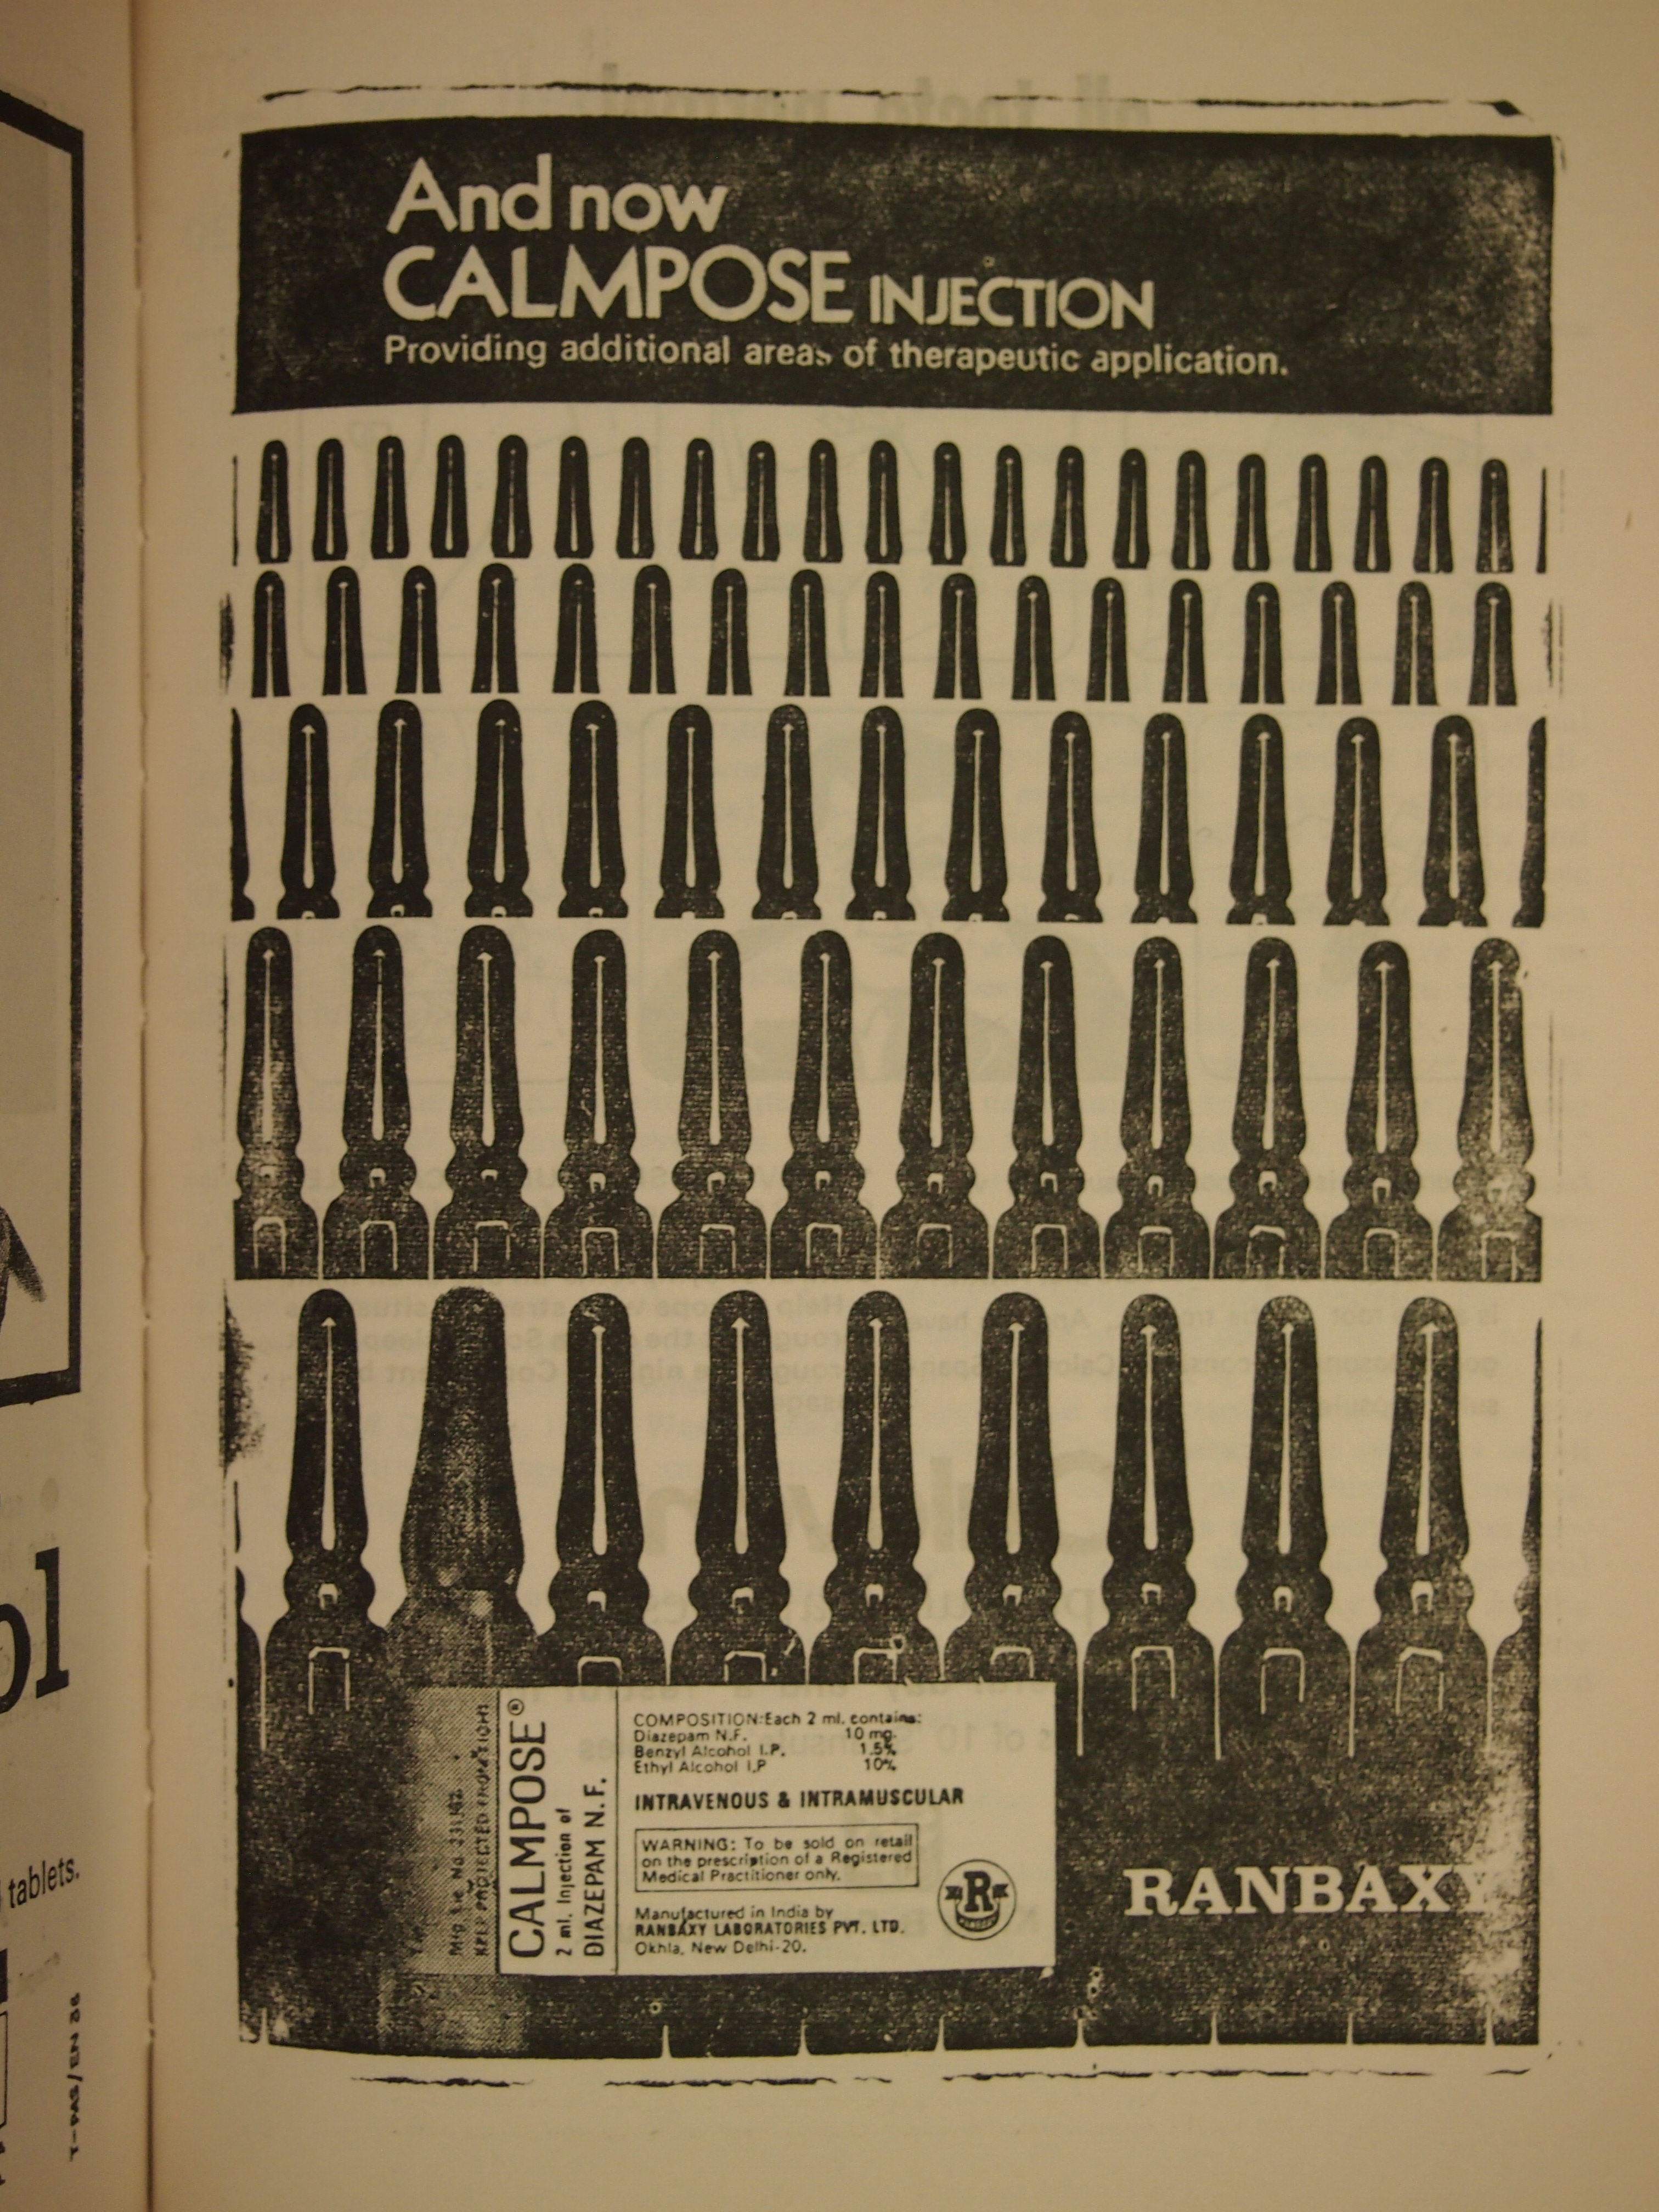 And now
CALMPOSE INJECTION
Providing additional areas of therapeutic application.
CALMPOSE®
2 ml. Injection of
DIAZEPAM N.F.
COMPOSITION:Each 2 ml. contains:
Diazepam N.F. 10 mg.
Benzyl Alcohol I.P. 1.5%
Ethyl Alcohol I.P 10%
INTRAVENOUS & INTRAMUSCULAR
WARNING: To be sold on retail
on the prescription of a Registered
Medical Practitioner only.
Manufactured in India by
RANBAXY LABORATORIES PVT. LTD.
Okhla, New Delhi-20.
R
RANBAXY
ol
tablets.